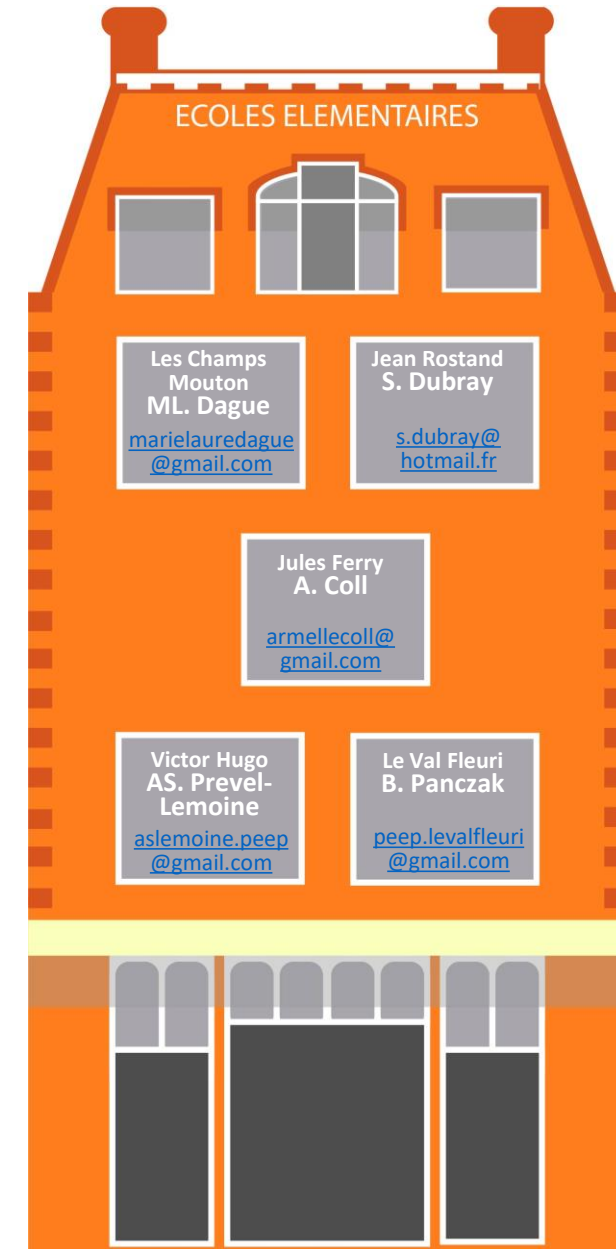 ECOLES ELEMENTAIRES
Les Champs
Mouton
ML. Dague
marielauredague
@gmail.com
Jean Rostand
S. Dubray
s.dubray@
hotmail.fr
Jules Ferry
A. Coll
armellecoll@
gmail.com
Victor Hugo
AS. Prevel-
Lemoine
aslemoine.peep
@gmail.com
Le Val Fleuri
B. Panczak
peep.levalfleuri
@gmail.com